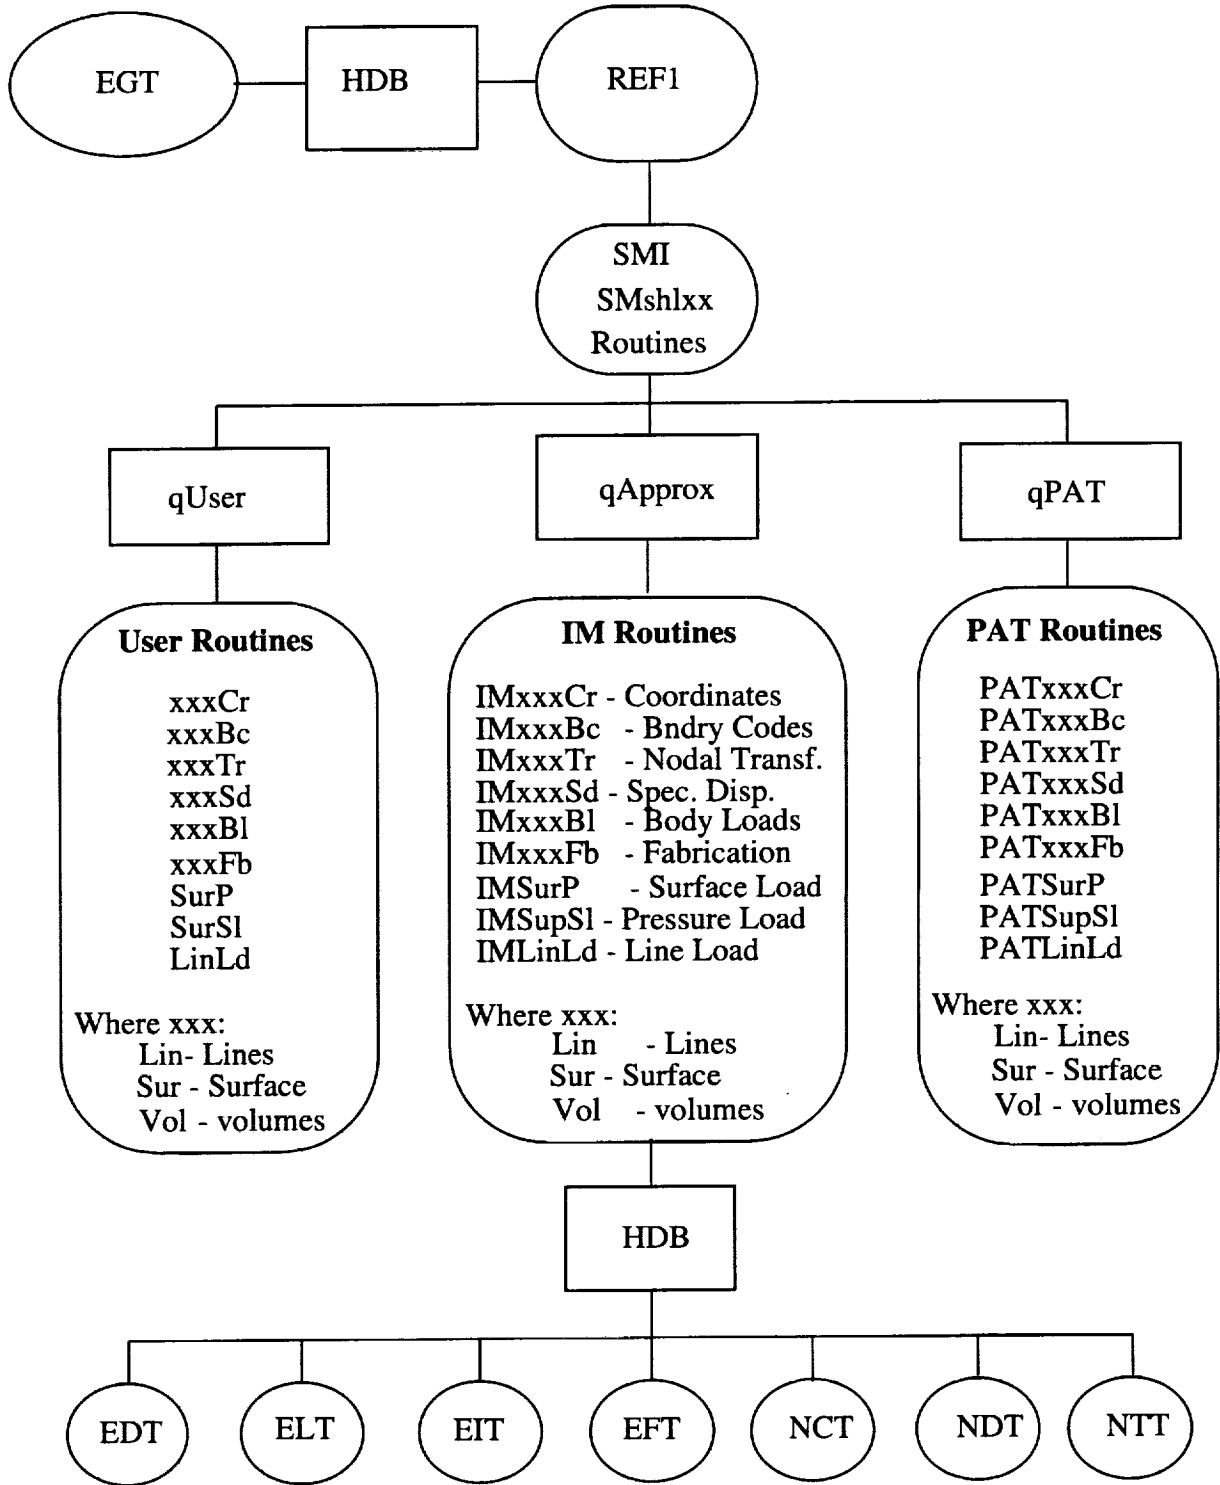 EGT
HDB
REF1
SMI
SMshlxx
Routines
qUser
qApprox
qPAT
User Routines
xxxCr
xxxBc
xxxTr
xxxSd
xxxBl
xxxFb
SurP
SurSl
LinLd
Where xxx:
Lin- Lines
Sur - Surface
Vol - volumes
IM Routines
IMxxxCr - Coordinates
IMxxxBc - Bndry Codes
IMxxxTr - Nodal Transf.
IMxxxSd - Spec. Disp.
IMxxxBl - Body Loads
IMxxxFb - Fabrication
IMSurP - Surface Load
IMSupSl - Pressure Load
IMLinLd - Line Load
Where xxx:
Lin - Lines
Sur - Surface
Vol - volumes
PAT Routines
PATxxxCr
PATxxxBc
PATxxxTr
PATxxxSd
PATxxxBl
PATxxxFb
PATSurP
PATSupSl
PATLinLd
Where xxx:
Lin- Lines
Sur - Surface
Vol - volumes
HDB
EDT
ELT
EIT
EFT
NCT
NDT
NTT